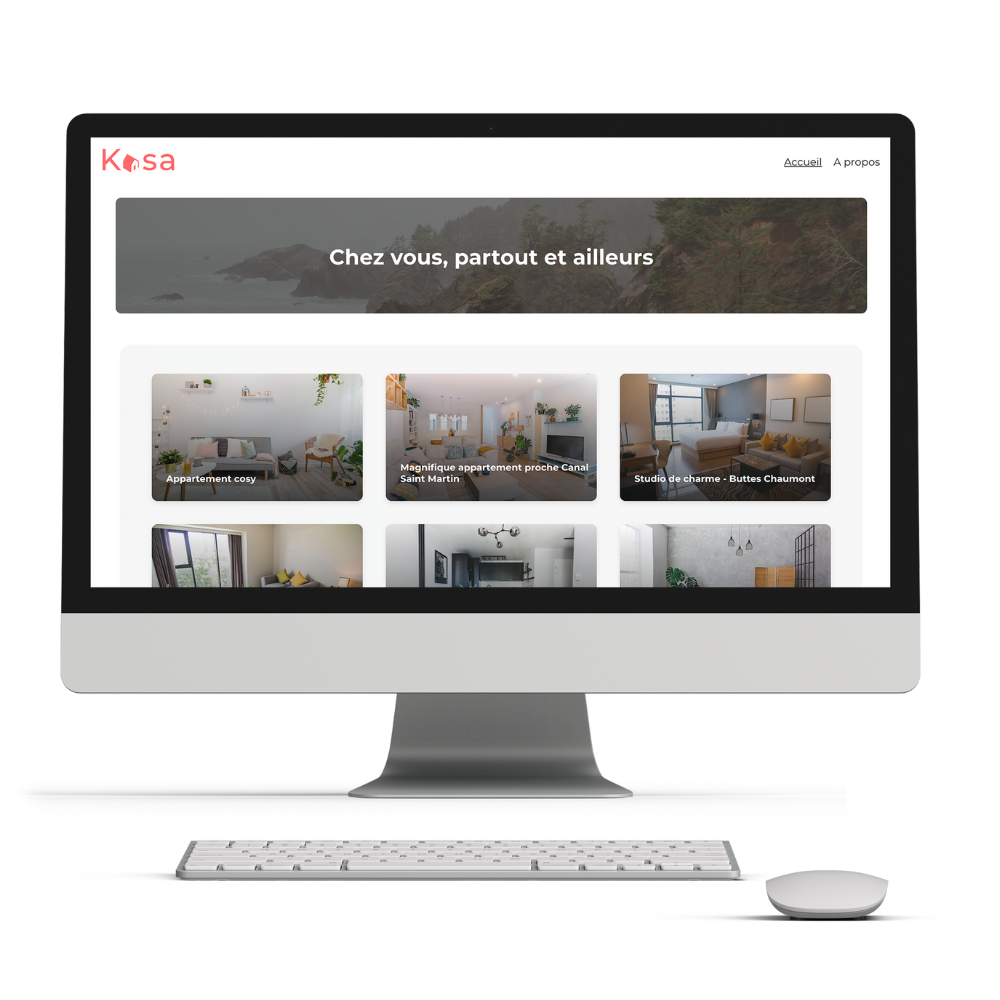 Kasa
Accueil A propos
Chez vous, partout et ailleurs
Appartement cosy
Magnifique appartement proche Canal
Saint Martin
Studio de charme - Buttes Chaumont